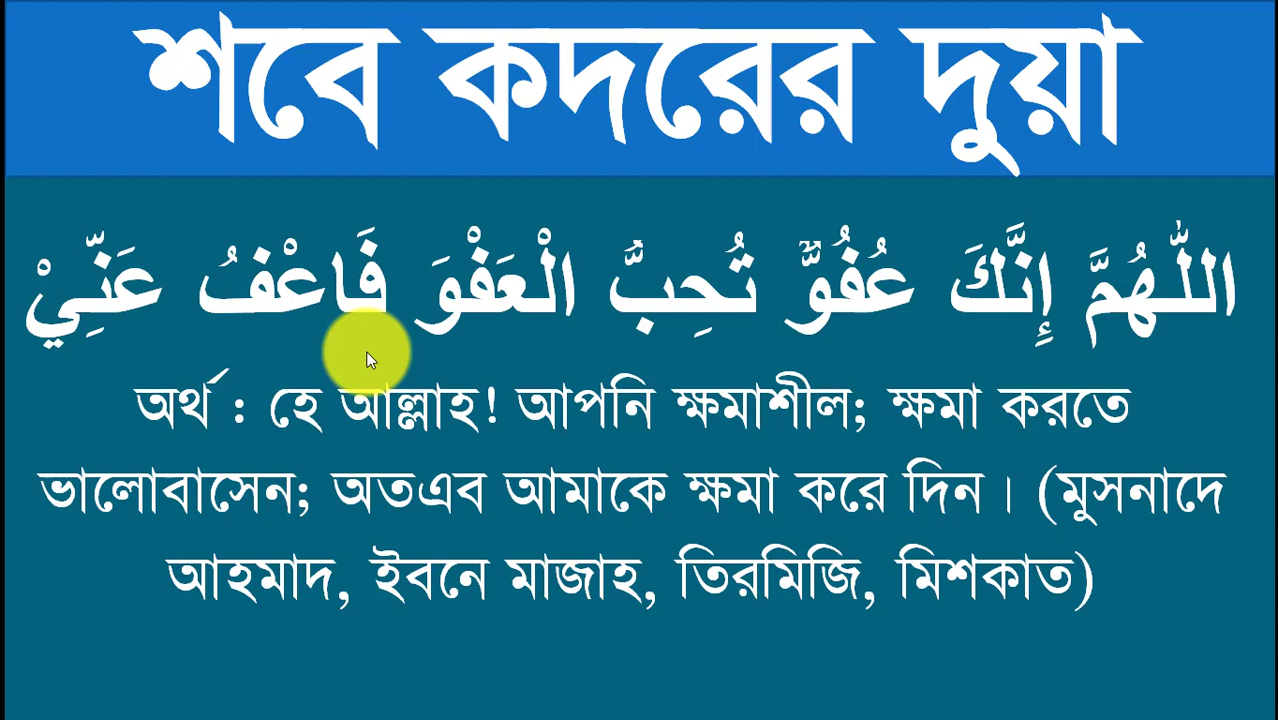 শবে কদরের দুয়া
اللّٰهُمَّ إِنَّكَ عُفُوٌّ تُحِبُّ الْعَفْوَ فَاعْفُ عَنِّيْ
অর্থ : হে আল্লাহ! আপনি ক্ষমাশীল; ক্ষমা করতে
ভালোবাসেন; অতএব আমাকে ক্ষমা করে দিন। (মুসনাদে
আহমাদ, ইবনে মাজাহ, তিরমিজি, মিশকাত)